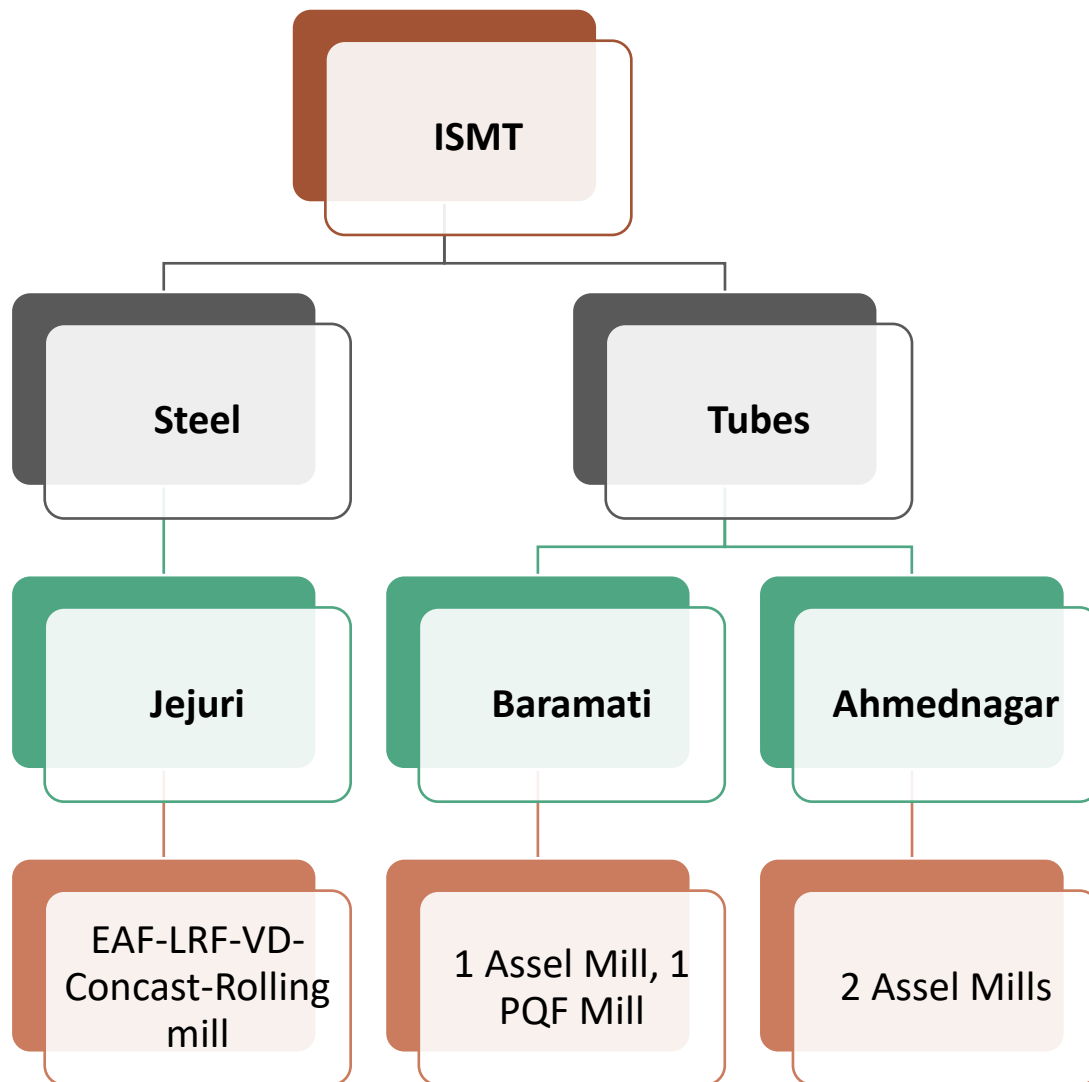 ISMT
Steel
Tubes
Jejuri
Baramati
Ahmednagar
EAF-LRF-VD-
Concast-Rolling
mill
1 Assel Mill, 1
PQF Mill
2 Assel Mills